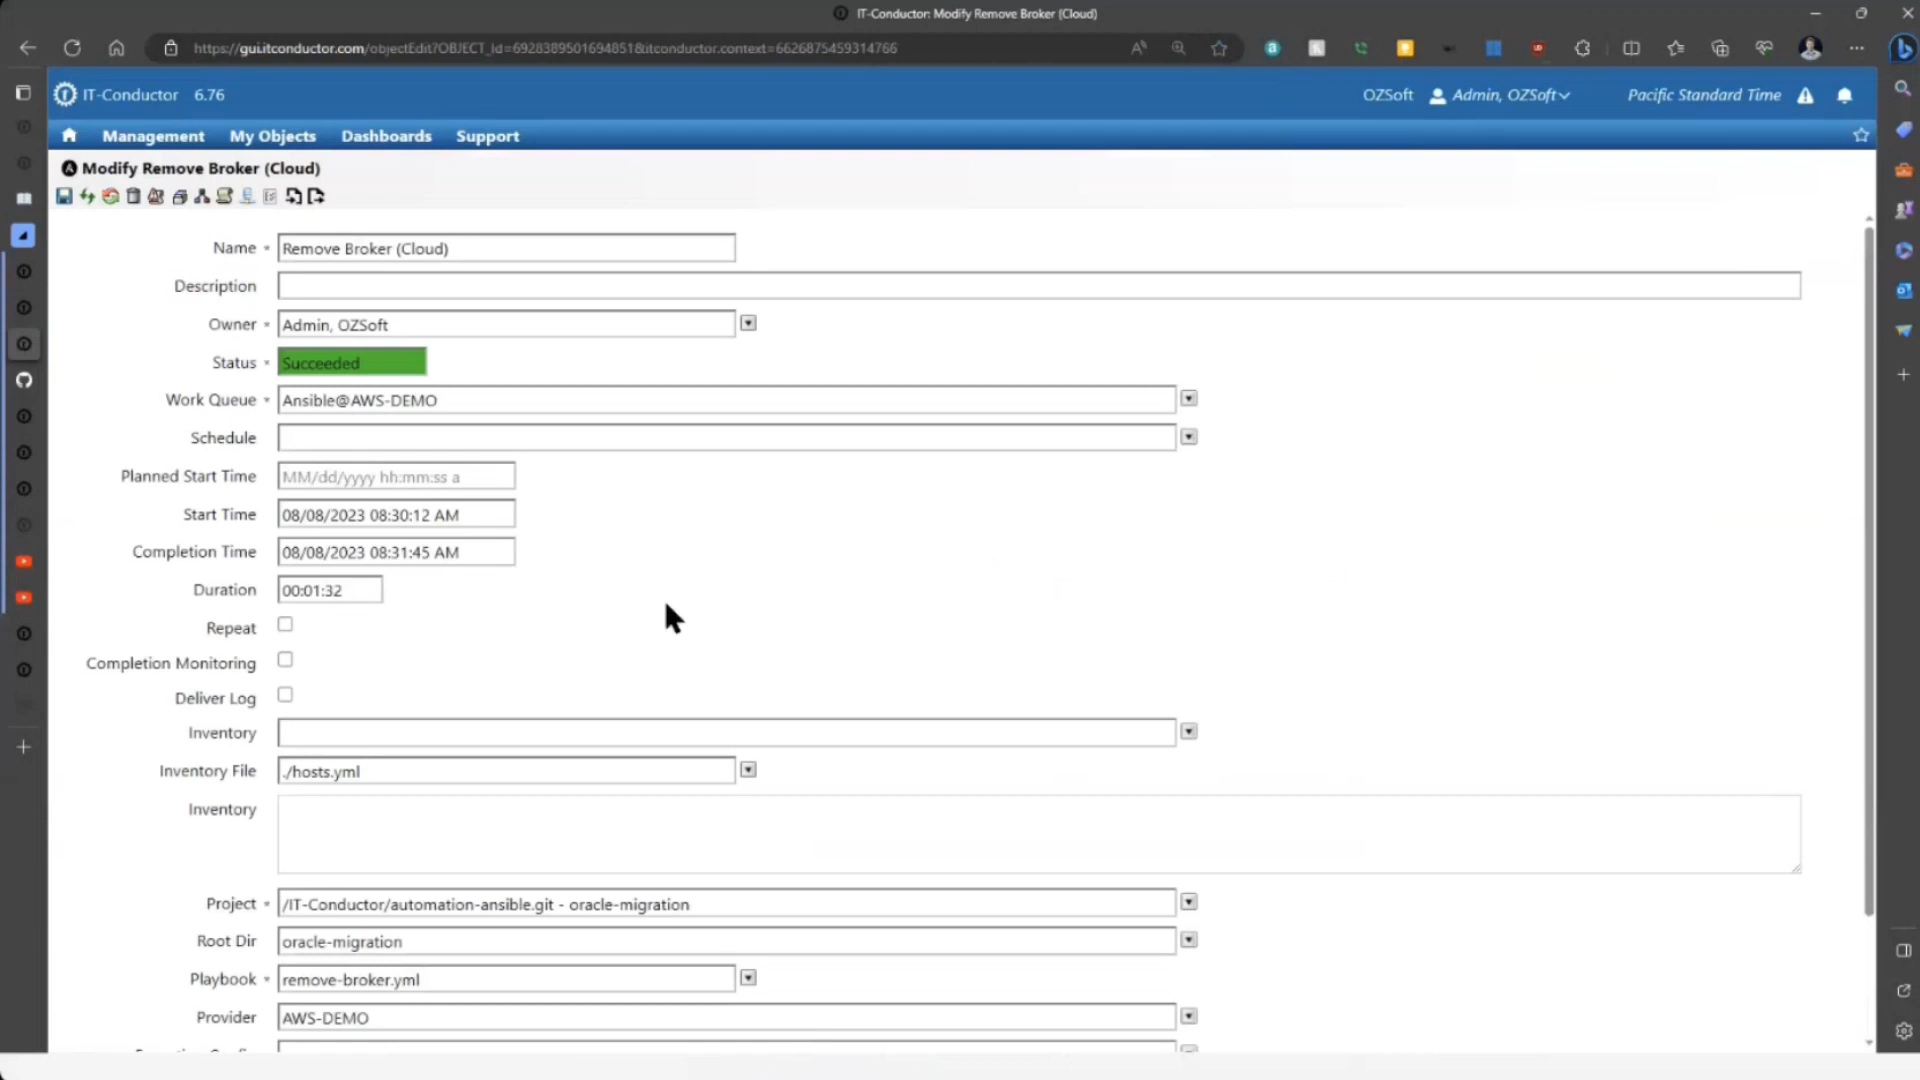 IT-Conductor: Modify Remove Broker (Cloud)
https://gui.itconductor.com/objectEdit?OBJECT_Id=6928389501694851&itconductor.context=6626875459314766
IT-Conductor 6.76
OZSoft Admin, OZSoft Pacific Standard Time
Management My Objects Dashboards Support
Modify Remove Broker (Cloud)
Name * Remove Broker (Cloud)
Description
Owner * Admin, OZSoft
Status * Succeeded
Work Queue * Ansible@AWS-DEMO
Schedule
Planned Start Time MM/dd/yyyy hh:mm:ss a
Start Time 08/08/2023 08:30:12 AM
Completion Time 08/08/2023 08:31:45 AM
Duration 00:01:32
Repeat
Completion Monitoring
Deliver Log
Inventory
Inventory File ./hosts.yml
Inventory
Project * /IT-Conductor/automation-ansible.git - oracle-migration
Root Dir oracle-migration
Playbook * remove-broker.yml
Provider AWS-DEMO